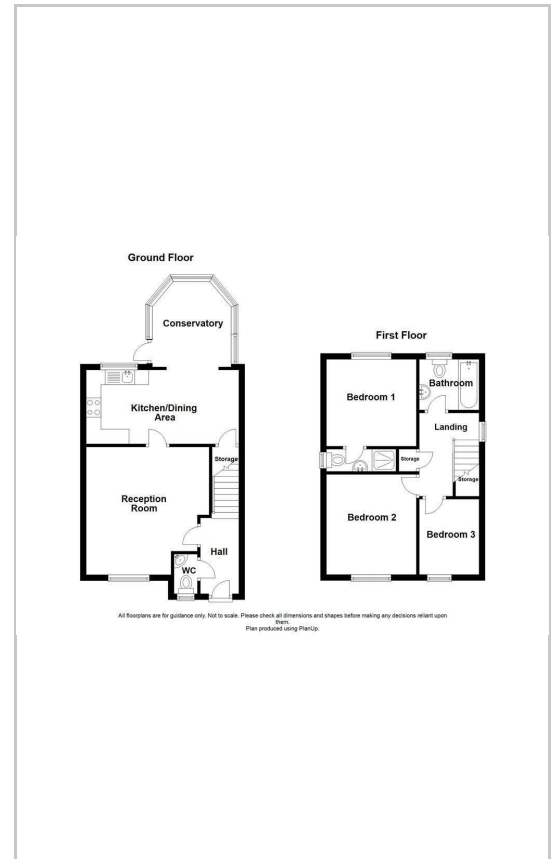 Ground Floor
Conservatory
Kitchen/Dining
Area
Storage
Reception
Room
Hall
WC
First Floor
Bedroom 1
Bathroom
Landing
Storage
Storage
Bedroom 2
Bedroom 3
All floorplans are for guidance only. Not to scale. Please check all dimensions and shapes before making any decisions reliant upon
them.
Plan produced using PlanUp.